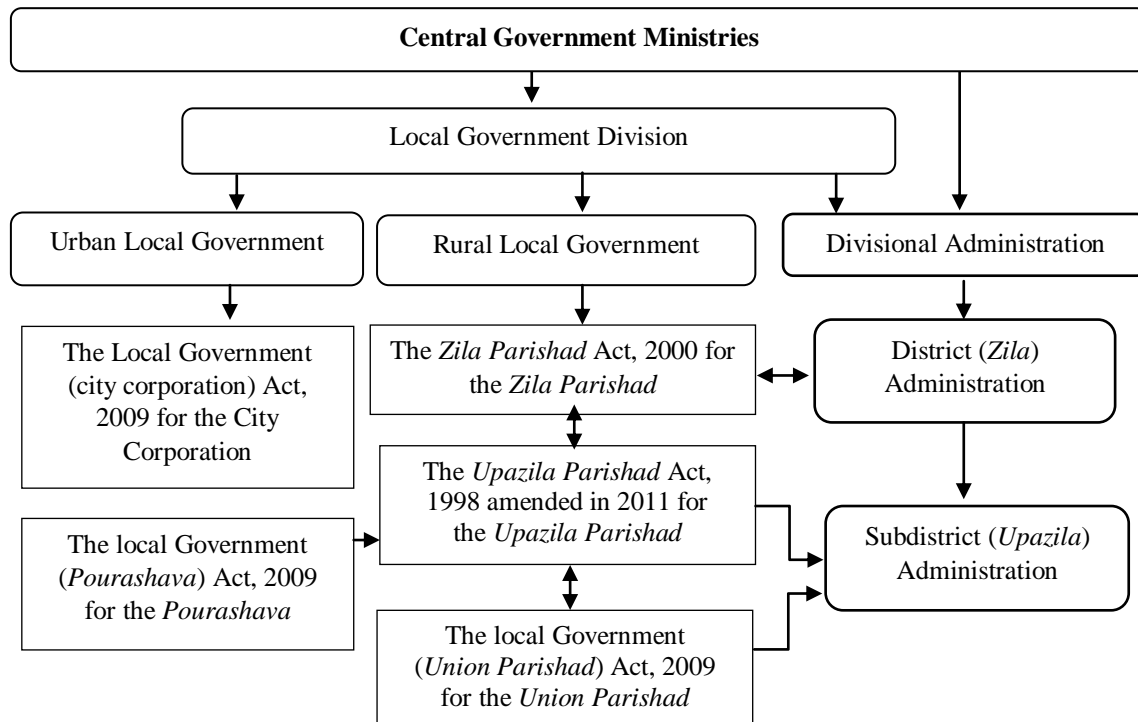 Central Government Ministries
Local Government Division
Urban Local Government
Rural Local Government
Divisional Administration
The Local Government
(city corporation) Act,
2009 for the City
Corporation
The Zila Parishad Act, 2000 for
the Zila Parishad
District (Zila)
Administration
The Upazila Parishad Act,
1998 amended in 2011 for
the Upazila Parishad
The local Government
(Pourashava) Act, 2009
for the Pourashava
Subdistrict (Upazila)
Administration
The local Government
(Union Parishad) Act, 2009
for the Union Parishad